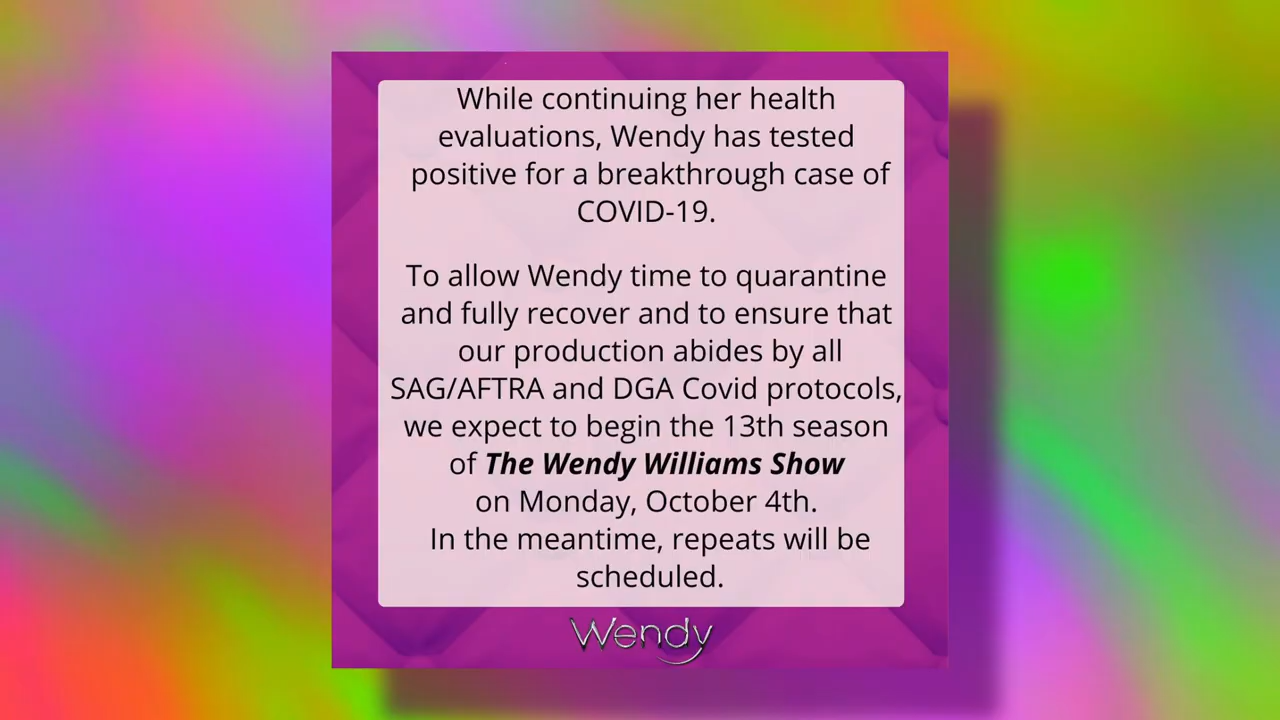 While continuing her health
evaluations, Wendy has tested
positive for a breakthrough case of
COVID-19.
To allow Wendy time to quarantine
and fully recover and to ensure that
our production abides by all
SAG/AFTRA and DGA Covid protocols,
we expect to begin the 13th season
of The Wendy Williams Show
on Monday, October 4th.
In the meantime, repeats will be
scheduled.
Wendy